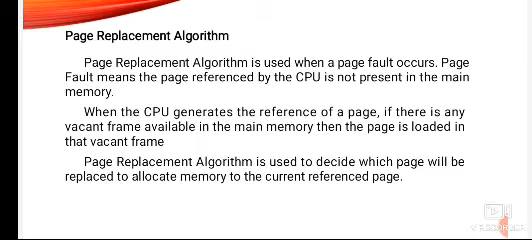 Page Replacement Algorithm
Page Replacement Algorithm is used when a page fault occurs. Page
Fault means the page referenced by the CPU is not present in the main
memory.
When the CPU generates the reference of a page, if there is any
vacant frame available in the main memory then the page is loaded in
that vacant frame
Page Replacement Algorithm is used to decide which page will be
replaced to allocate memory to the current referenced page.